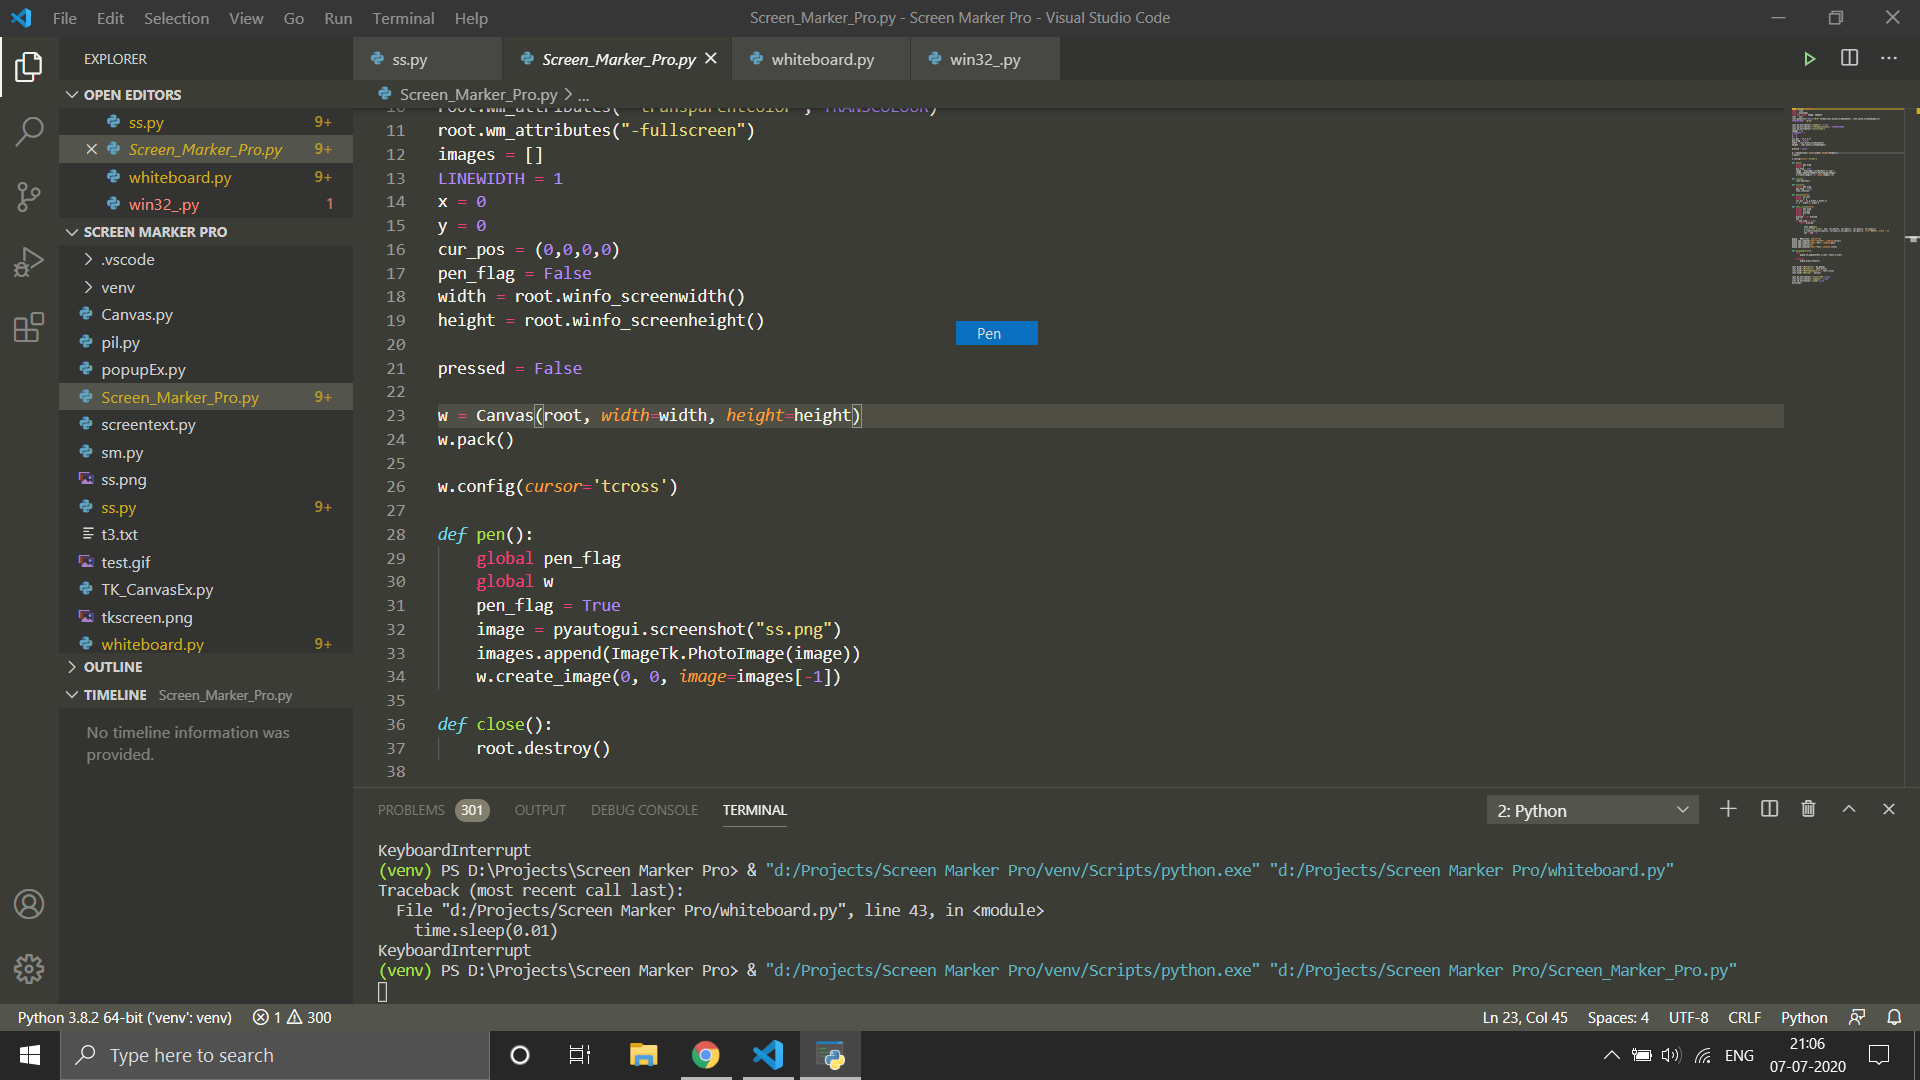 File Edit Selection View Go Run Terminal Help
Screen_Marker_Pro.py - Screen Marker Pro - Visual Studio Code
EXPLORER
OPEN EDITORS
ss.py 9+
Screen_Marker_Pro.py 9+
whiteboard.py 9+
win32_.py 1
SCREEN MARKER PRO
.vscode
venv
Canvas.py
pil.py
popupEx.py
Screen_Marker_Pro.py 9+
screentext.py
sm.py
ss.png
ss.py 9+
t3.txt
test.gif
TK_CanvasEx.py
tkscreen.png
whiteboard.py 9+
OUTLINE
TIMELINE Screen_Marker_Pro.py
No timeline information was
provided.
ss.py Screen_Marker_Pro.py whiteboard.py win32_.py
Screen_Marker_Pro.py > ...
10 root.wm_attributes("-transparentcolor", TRANSCOLOUR)
11 root.wm_attributes("-fullscreen")
12 images = []
13 LINEWIDTH = 1
14 x = 0
15 y = 0
16 cur_pos = (0,0,0,0)
17 pen_flag = False
18 width = root.winfo_screenwidth()
19 height = root.winfo_screenheight()
Pen
20
21 pressed = False
22
23 w = Canvas(root, width=width, height=height)
24 w.pack()
25
26 w.config(cursor='tcross')
27
28 def pen():
29 global pen_flag
30 global w
31 pen_flag = True
32 image = pyautogui.screenshot("ss.png")
33 images.append(ImageTk.PhotoImage(image))
34 w.create_image(0, 0, image=images[-1])
35
36 def close():
37 root.destroy()
38
PROBLEMS 301 OUTPUT DEBUG CONSOLE TERMINAL 2: Python
KeyboardInterrupt
(venv) PS D:\Projects\Screen Marker Pro> & "d:/Projects/Screen Marker Pro/venv/Scripts/python.exe" "d:/Projects/Screen Marker Pro/whiteboard.py"
Traceback (most recent call last):
File "d:/Projects/Screen Marker Pro/whiteboard.py", line 43, in <module>
time.sleep(0.01)
KeyboardInterrupt
(venv) PS D:\Projects\Screen Marker Pro> & "d:/Projects/Screen Marker Pro/venv/Scripts/python.exe" "d:/Projects/Screen Marker Pro/Screen_Marker_Pro.py"
Python 3.8.2 64-bit ('venv': venv) 1 300 Ln 23, Col 45 Spaces: 4 UTF-8 CRLF Python
Type here to search
ENG
21:06
07-07-2020